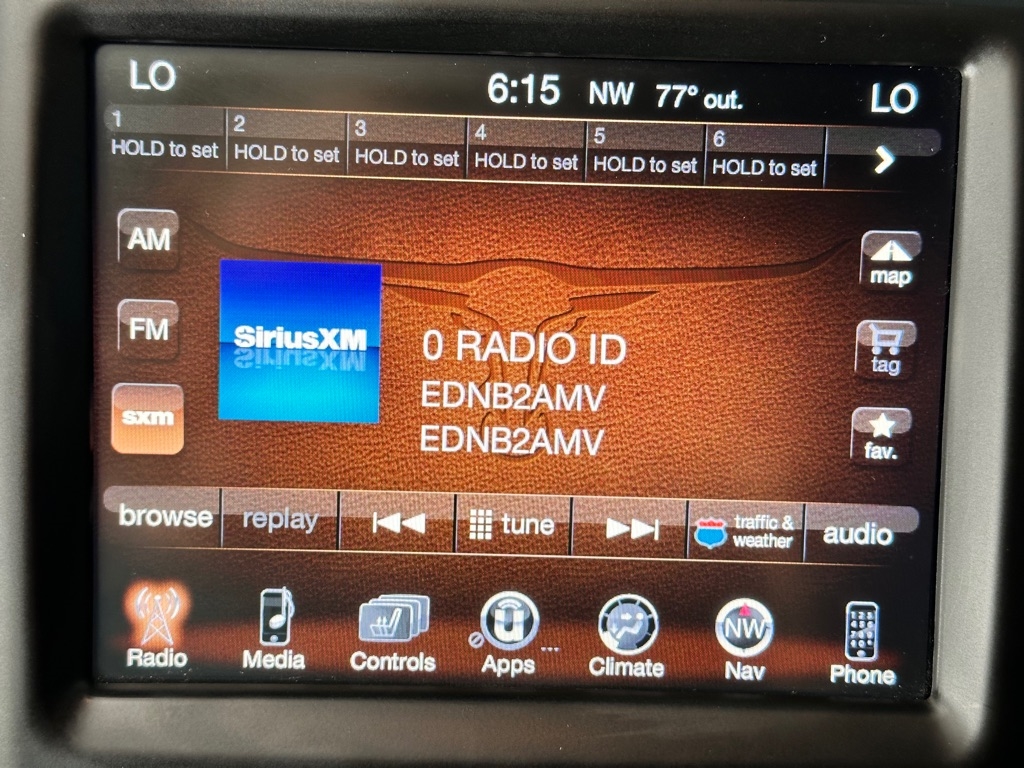 LO 6:15 NW 77° out. LO
1 2 3 4 5 6
HOLD to set HOLD to set HOLD to set HOLD to set HOLD to set HOLD to set
AM
map
SiriusXM
FM
0 RADIO ID
tag
EDNB2AMV
sxm
EDNB2AMV
fav.
browse replay tune traffic & weather audio
NW
Radio Media Controls Apps ... Climate Nav Phone